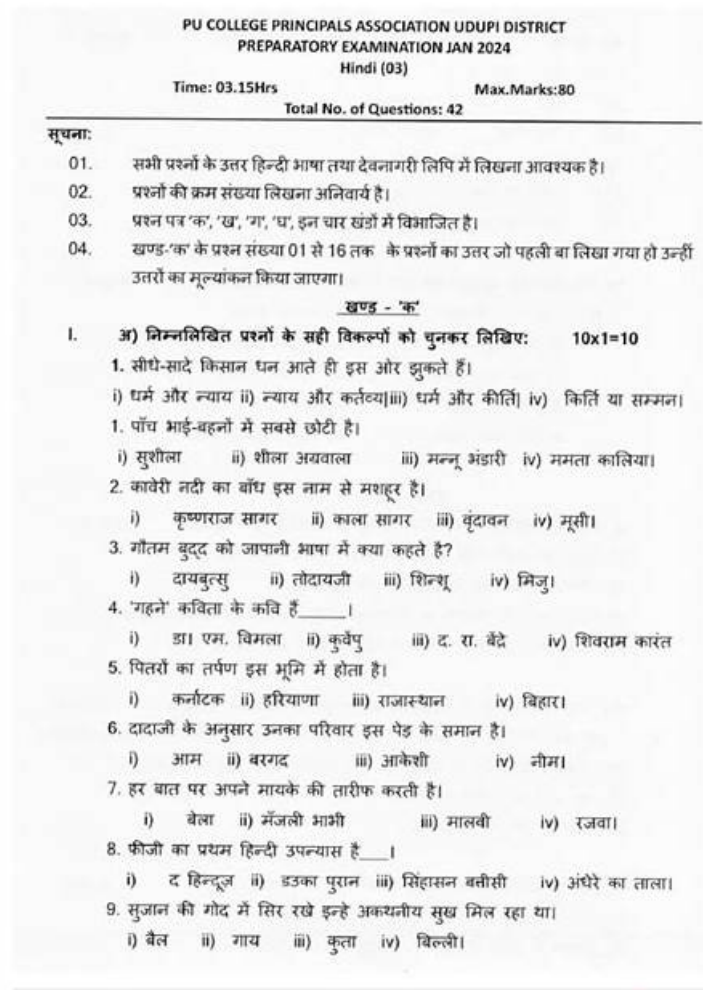 PU COLLEGE PRINCIPALS ASSOCIATION UDUPI DISTRICT
PREPARATORY EXAMINATION JAN 2024
Hindi (03)
Time: 03.15Hrs Max.Marks:80
Total No. of Questions: 42
सूचना:
01. सभी प्रश्नों के उत्तर हिन्दी भाषा तथा देवनागरी लिपि में लिखना आवश्यक है।
02. प्रश्नों की क्रम संख्या लिखना अनिवार्य है।
03. प्रश्न पत्र 'क', 'ख', 'ग', 'घ', इन चार खंडों में विभाजित है।
04. खण्ड-'क' के प्रश्न संख्या 01 से 16 तक के प्रश्नों का उत्तर जो पहली बा लिखा गया हो उन्हीं
उत्तरों का मूल्यांकन किया जाएगा।
खण्ड - 'क'
I. अ) निम्नलिखित प्रश्नों के सही विकल्पों को चुनकर लिखिए: 10x1=10
1. सीधे-सादे किसान धन आते ही इस ओर झुकते हैं।
i) धर्म और न्याय ii) न्याय और कर्तव्य|iii) धर्म और कीर्ति| iv) किर्ति या सम्मन।
1. पाँच भाई-बहनों में सबसे छोटी है।
i) सुशीला ii) शीला अग्रवाला iii) मन्नू भंडारी iv) ममता कालिया।
2. कावेरी नदी का बाँध इस नाम से मशहूर है।
i) कृष्णराज सागर ii) काला सागर iii) वृंदावन iv) मूसी।
3. गौतम बुद्द को जापानी भाषा में क्या कहते है?
i) दायबुत्सु ii) तोदायजी iii) शिन्शू iv) मिजु।
4. 'गहने' कविता के कवि हैं_____।
i) डा। एम. विमला ii) कुवेंपु iii) द. रा. बेंद्रे iv) शिवराम कारंत
5. पितरों का तर्पण इस भूमि में होता है।
i) कर्नाटक ii) हरियाणा iii) राजास्थान iv) बिहार।
6. दादाजी के अनुसार उनका परिवार इस पेड़ के समान है।
i) आम ii) बरगद iii) आकेशी iv) नीम।
7. हर बात पर अपने मायके की तारीफ करती है।
i) बेला ii) मँजली भाभी iii) मालवी iv) रजवा।
8. फीजी का प्रथम हिन्दी उपन्यास है___।
i) द हिन्दूज़ ii) डउका पुरान iii) सिंहासन बत्तीसी iv) अंधेरे का ताला।
9. सुजान की गोद में सिर रखे इन्हे अकथनीय सुख मिल रहा था।
i) बैल ii) गाय iii) कुता iv) बिल्ली।